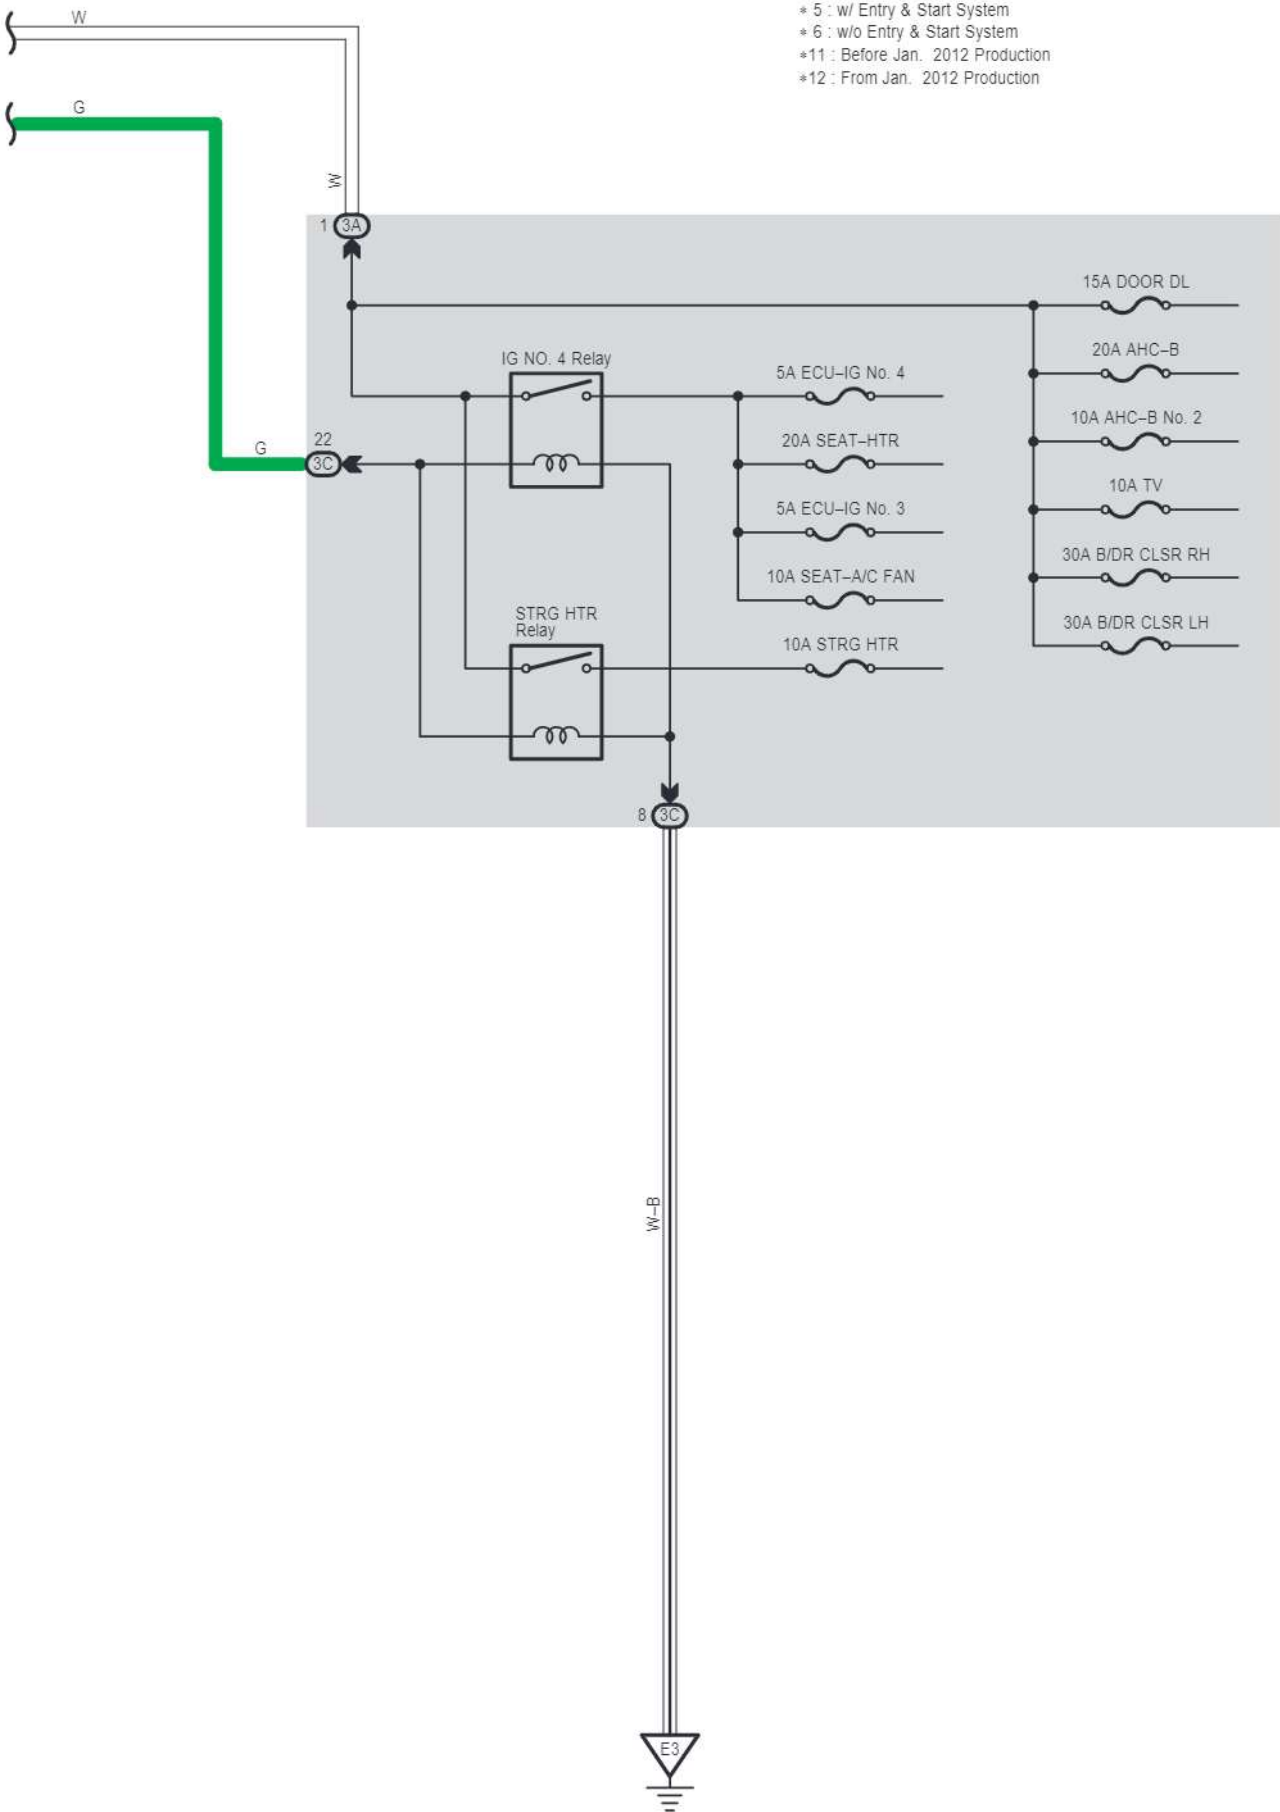 W
* 5 : w/ Entry & Start System
* 6 : w/o Entry & Start System
*11 : Before Jan. 2012 Production
*12 : From Jan. 2012 Production
G
W
1 3A
15A DOOR DL
20A AHC–B
10A AHC–B No. 2
10A TV
30A B/DR CLSR RH
30A B/DR CLSR LH
IG NO. 4 Relay
5A ECU–IG No. 4
20A SEAT–HTR
5A ECU–IG No. 3
10A SEAT–A/C FAN
10A STRG HTR
G
22
3C
STRG HTR
Relay
8 3C
W–B
E3